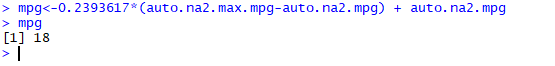 > mpg<-0.2393617*(auto.na2.max.mpg-auto.na2.mpg) + auto.na2.mpg
> mpg
[1] 18
>